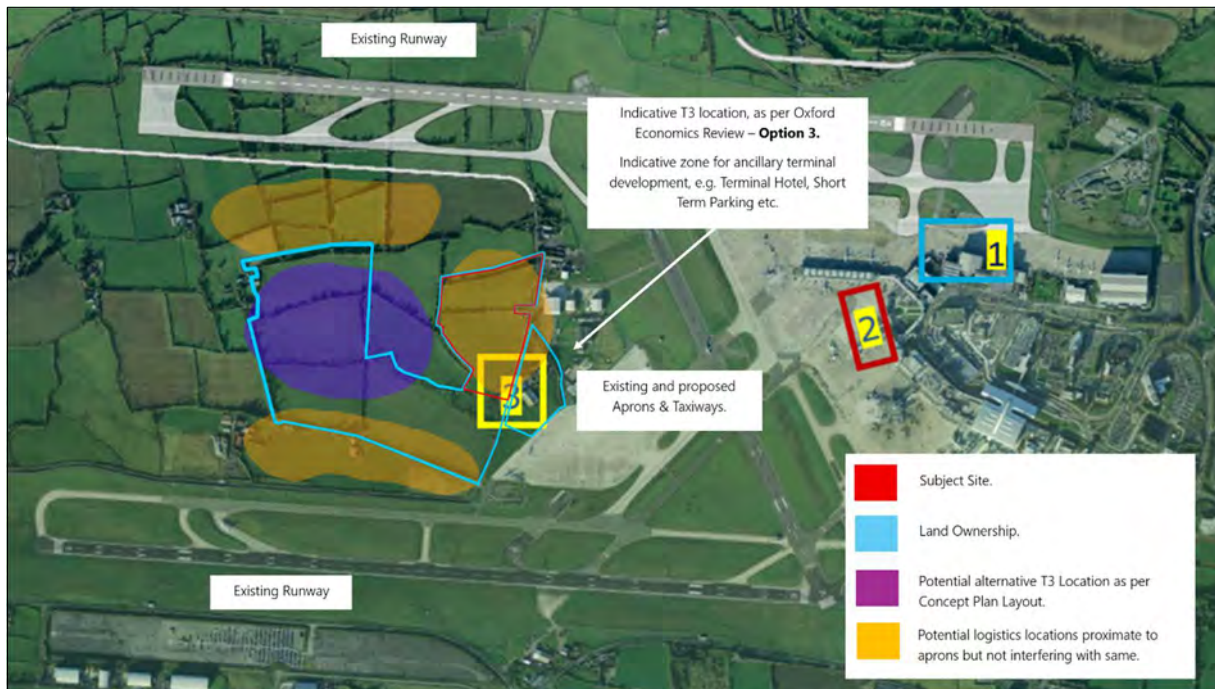 Existing Runway
Indicative T3 location, as per Oxford
Economics Review – Option 3.
Indicative zone for ancillary terminal
development, e.g. Terminal Hotel, Short
Term Parking etc.
1
2
3
Existing and proposed
Aprons & Taxiways.
Existing Runway
Subject Site.
Land Ownership.
Potential alternative T3 Location as per
Concept Plan Layout.
Potential logistics locations proximate to
aprons but not interfering with same.